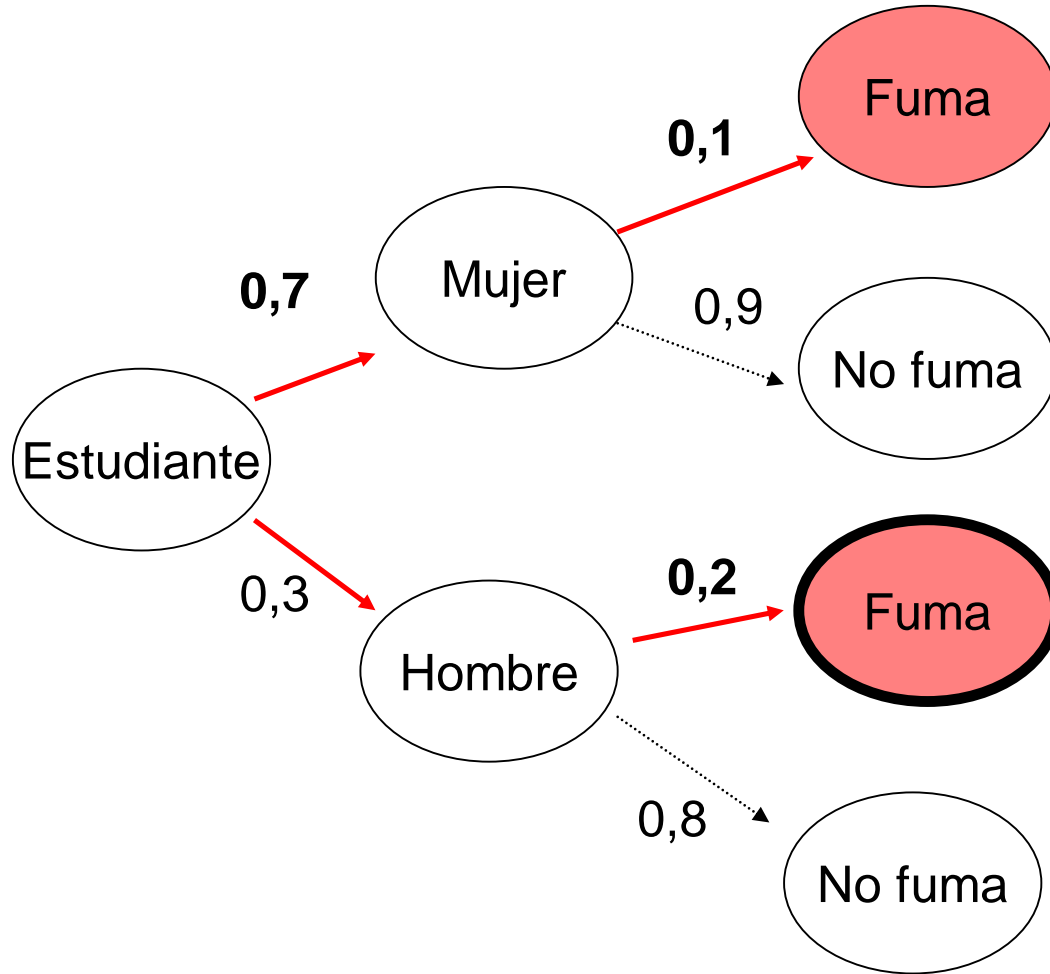 Fuma
0,1
Mujer
0,7
0,9
No fuma
Estudiante
0,3
0,2
Fuma
Hombre
0,8
No fuma